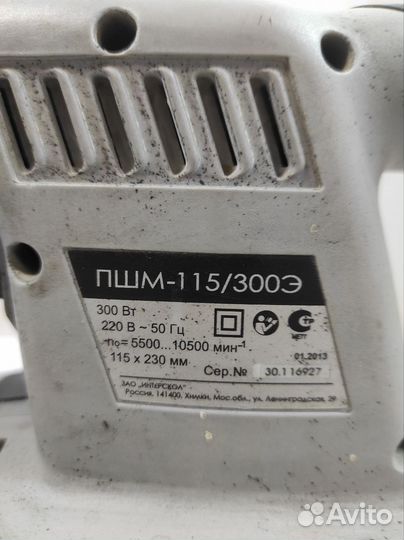 ПШМ-115/300Э
300 Вт
220 В ~ 50 Гц
n₀= 5500...10500 мин⁻¹
115 x 230 мм
01.2013
Сер.№ 30.116927
ЗАО „ИНТЕРСКОЛ"
Россия, 141400, Химки, Мос.обл., ул. Ленинградская, 29
Avito